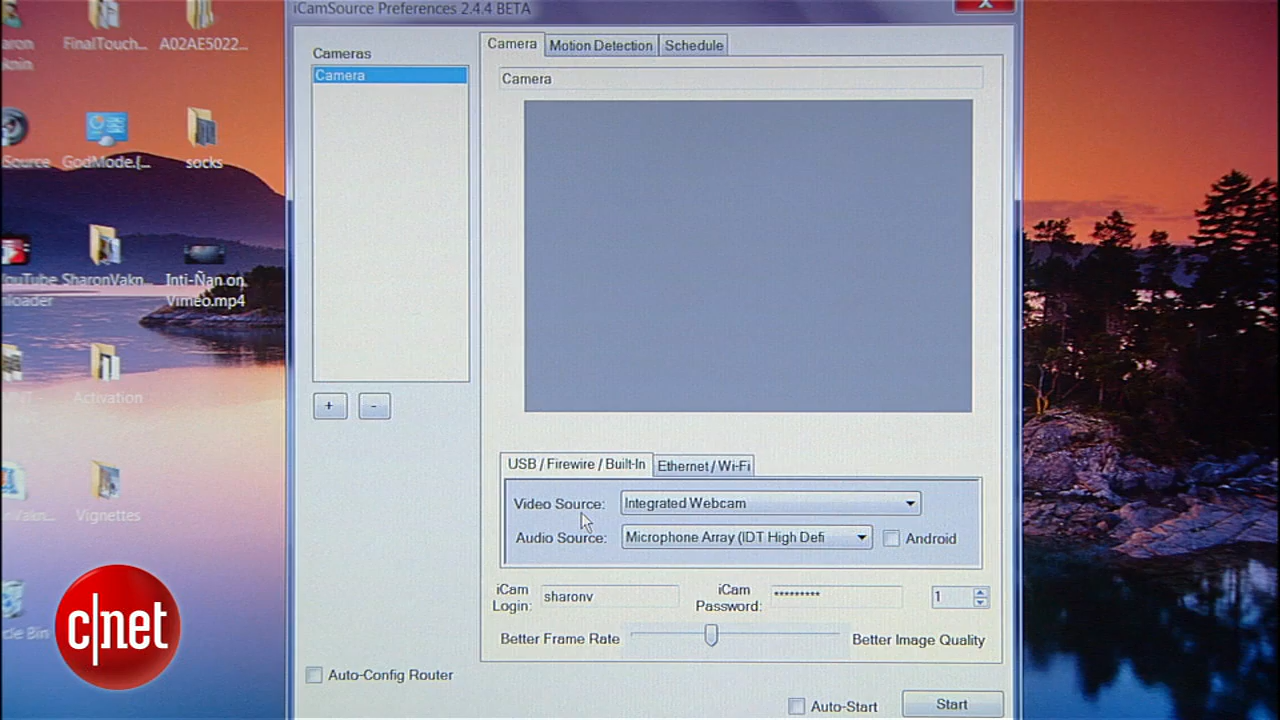 iCamSource Preferences 2.4.4 BETA
FinalTouch...
A02AE5022...
Source
GodMode.{...
socks
YouTube
SharonVakn...
Inti-Ñan on
Vimeo.mp4
Activation
Vignettes
c|net
Cameras
Camera
+
-
Auto-Config Router
Camera
Motion Detection
Schedule
Camera
USB / Firewire / Built-In
Ethernet / Wi-Fi
Video Source:
Integrated Webcam
Audio Source:
Microphone Array (IDT High Defi
Android
iCam
Login:
sharonv
iCam
Password:
*********
1
Better Frame Rate
Better Image Quality
Auto-Start
Start